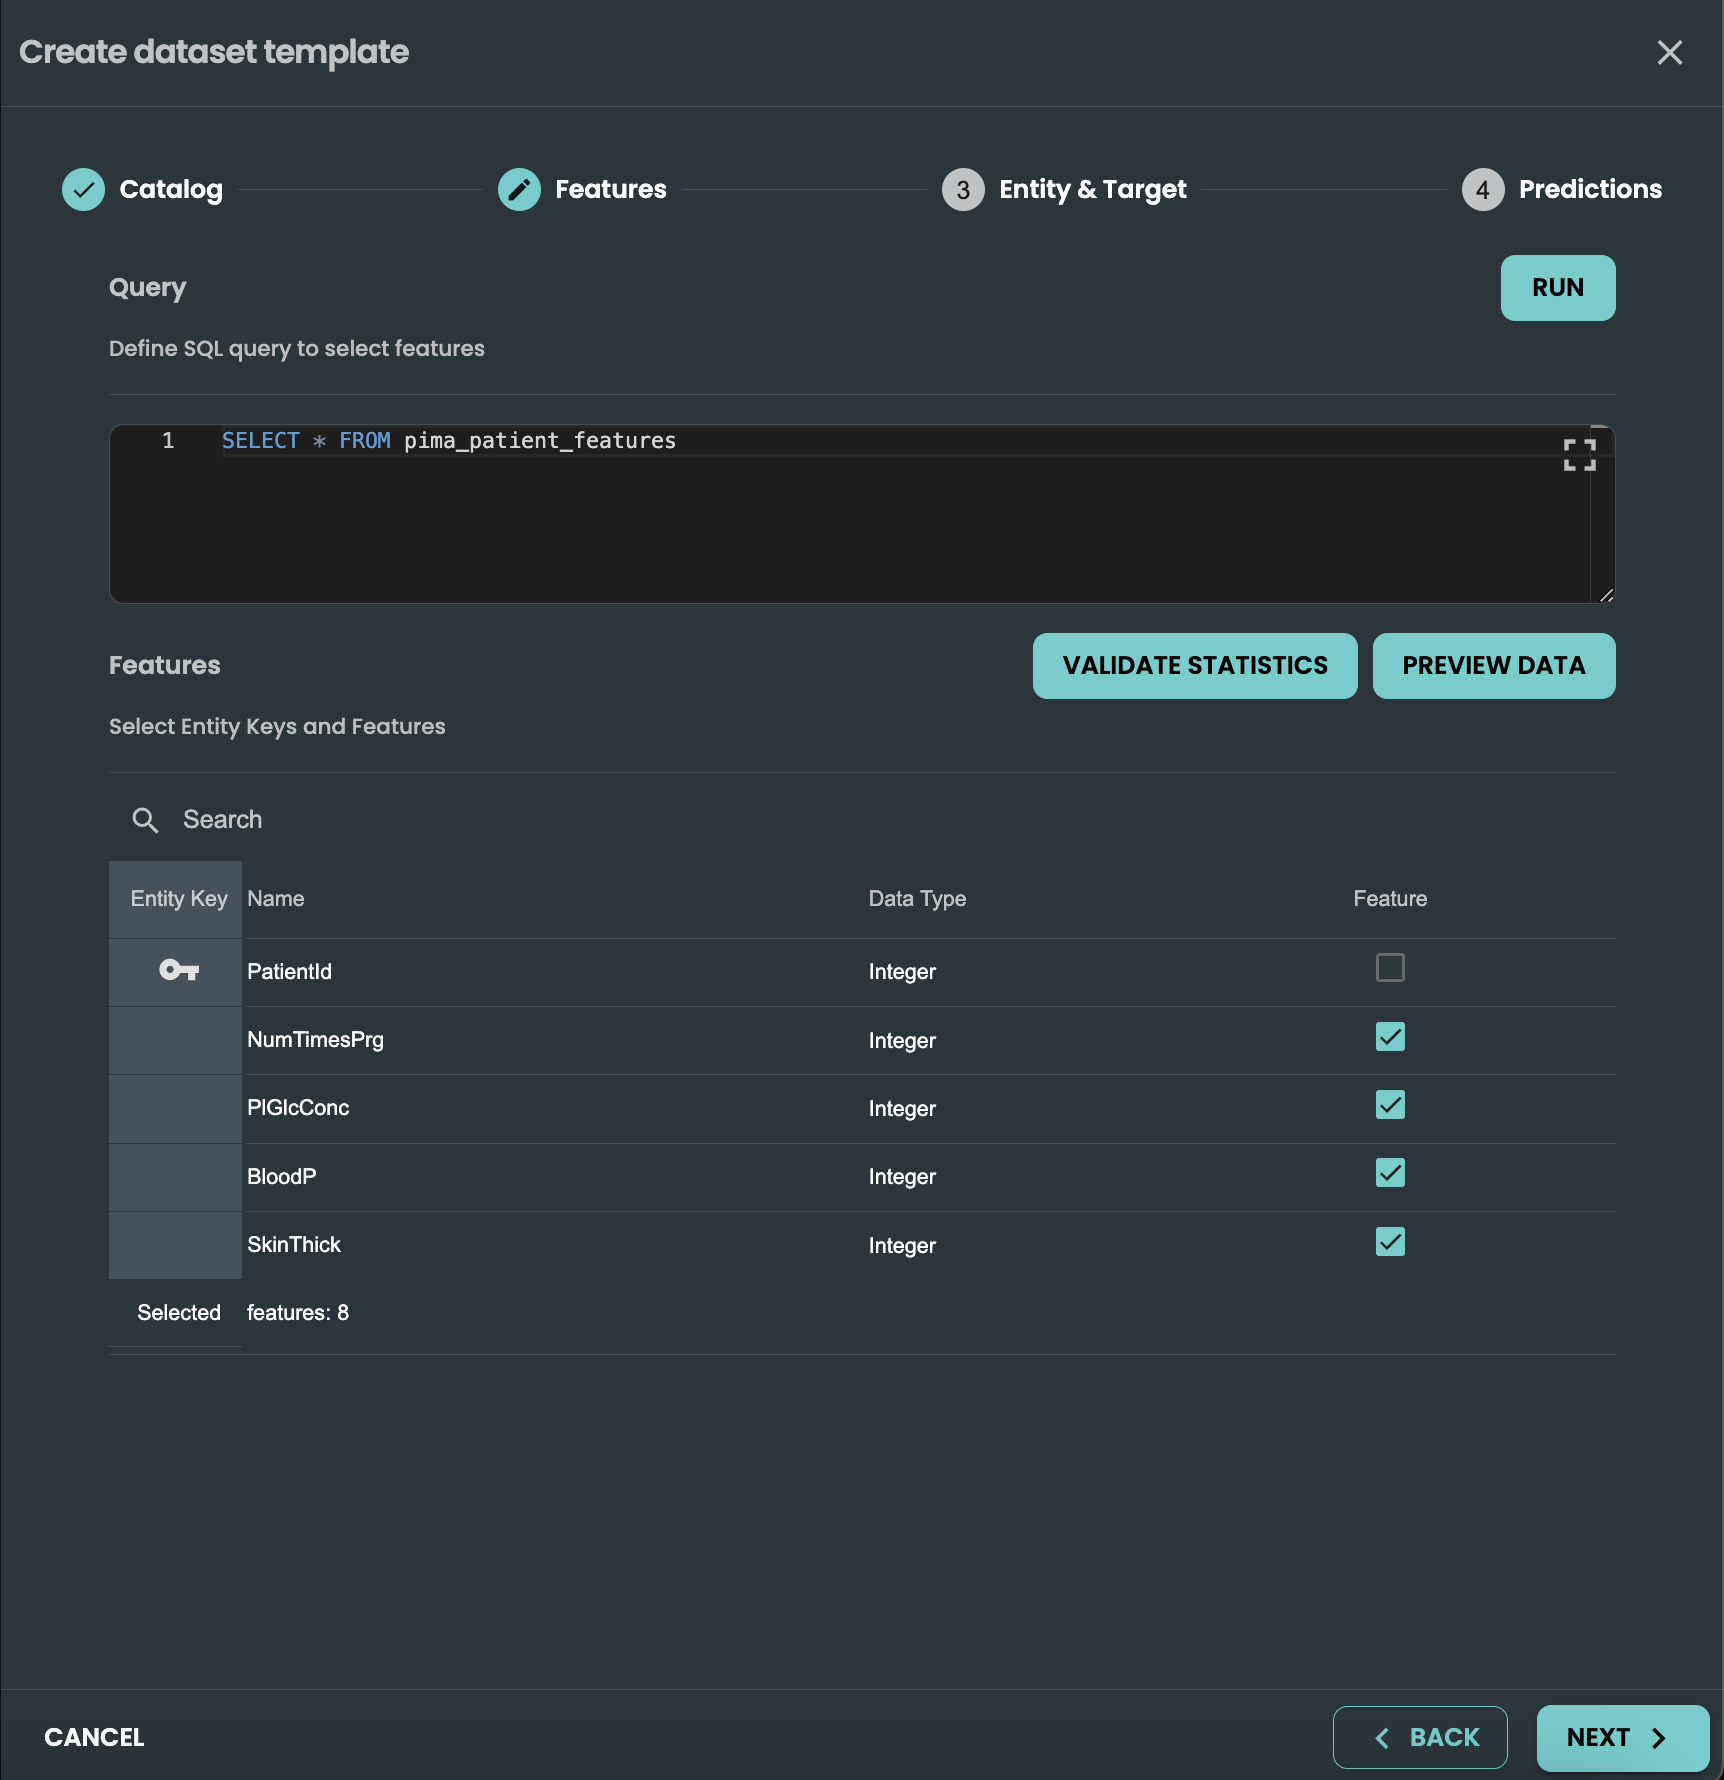 Create dataset template
Catalog
Features
3 Entity & Target
4 Predictions
Query
RUN
Define SQL query to select features
1 SELECT * FROM pima_patient_features
Features
VALIDATE STATISTICS
PREVIEW DATA
Select Entity Keys and Features
Search
Entity Key Name Data Type Feature
PatientId Integer
NumTimesPrg Integer
PlGlcConc Integer
BloodP Integer
SkinThick Integer
Selected features: 8
CANCEL
BACK
NEXT